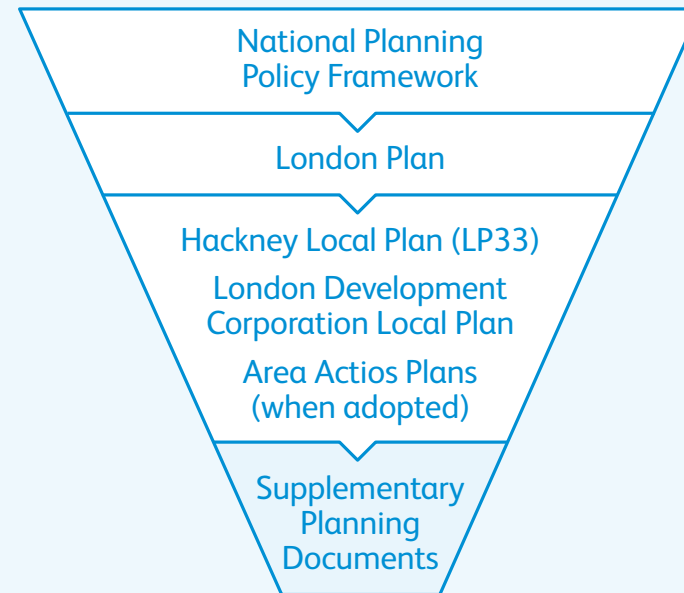 National Planning
Policy Framework
London Plan
Hackney Local Plan (LP33)
London Development
Corporation Local Plan
Area Actios Plans
(when adopted)
Supplementary
Planning
Documents